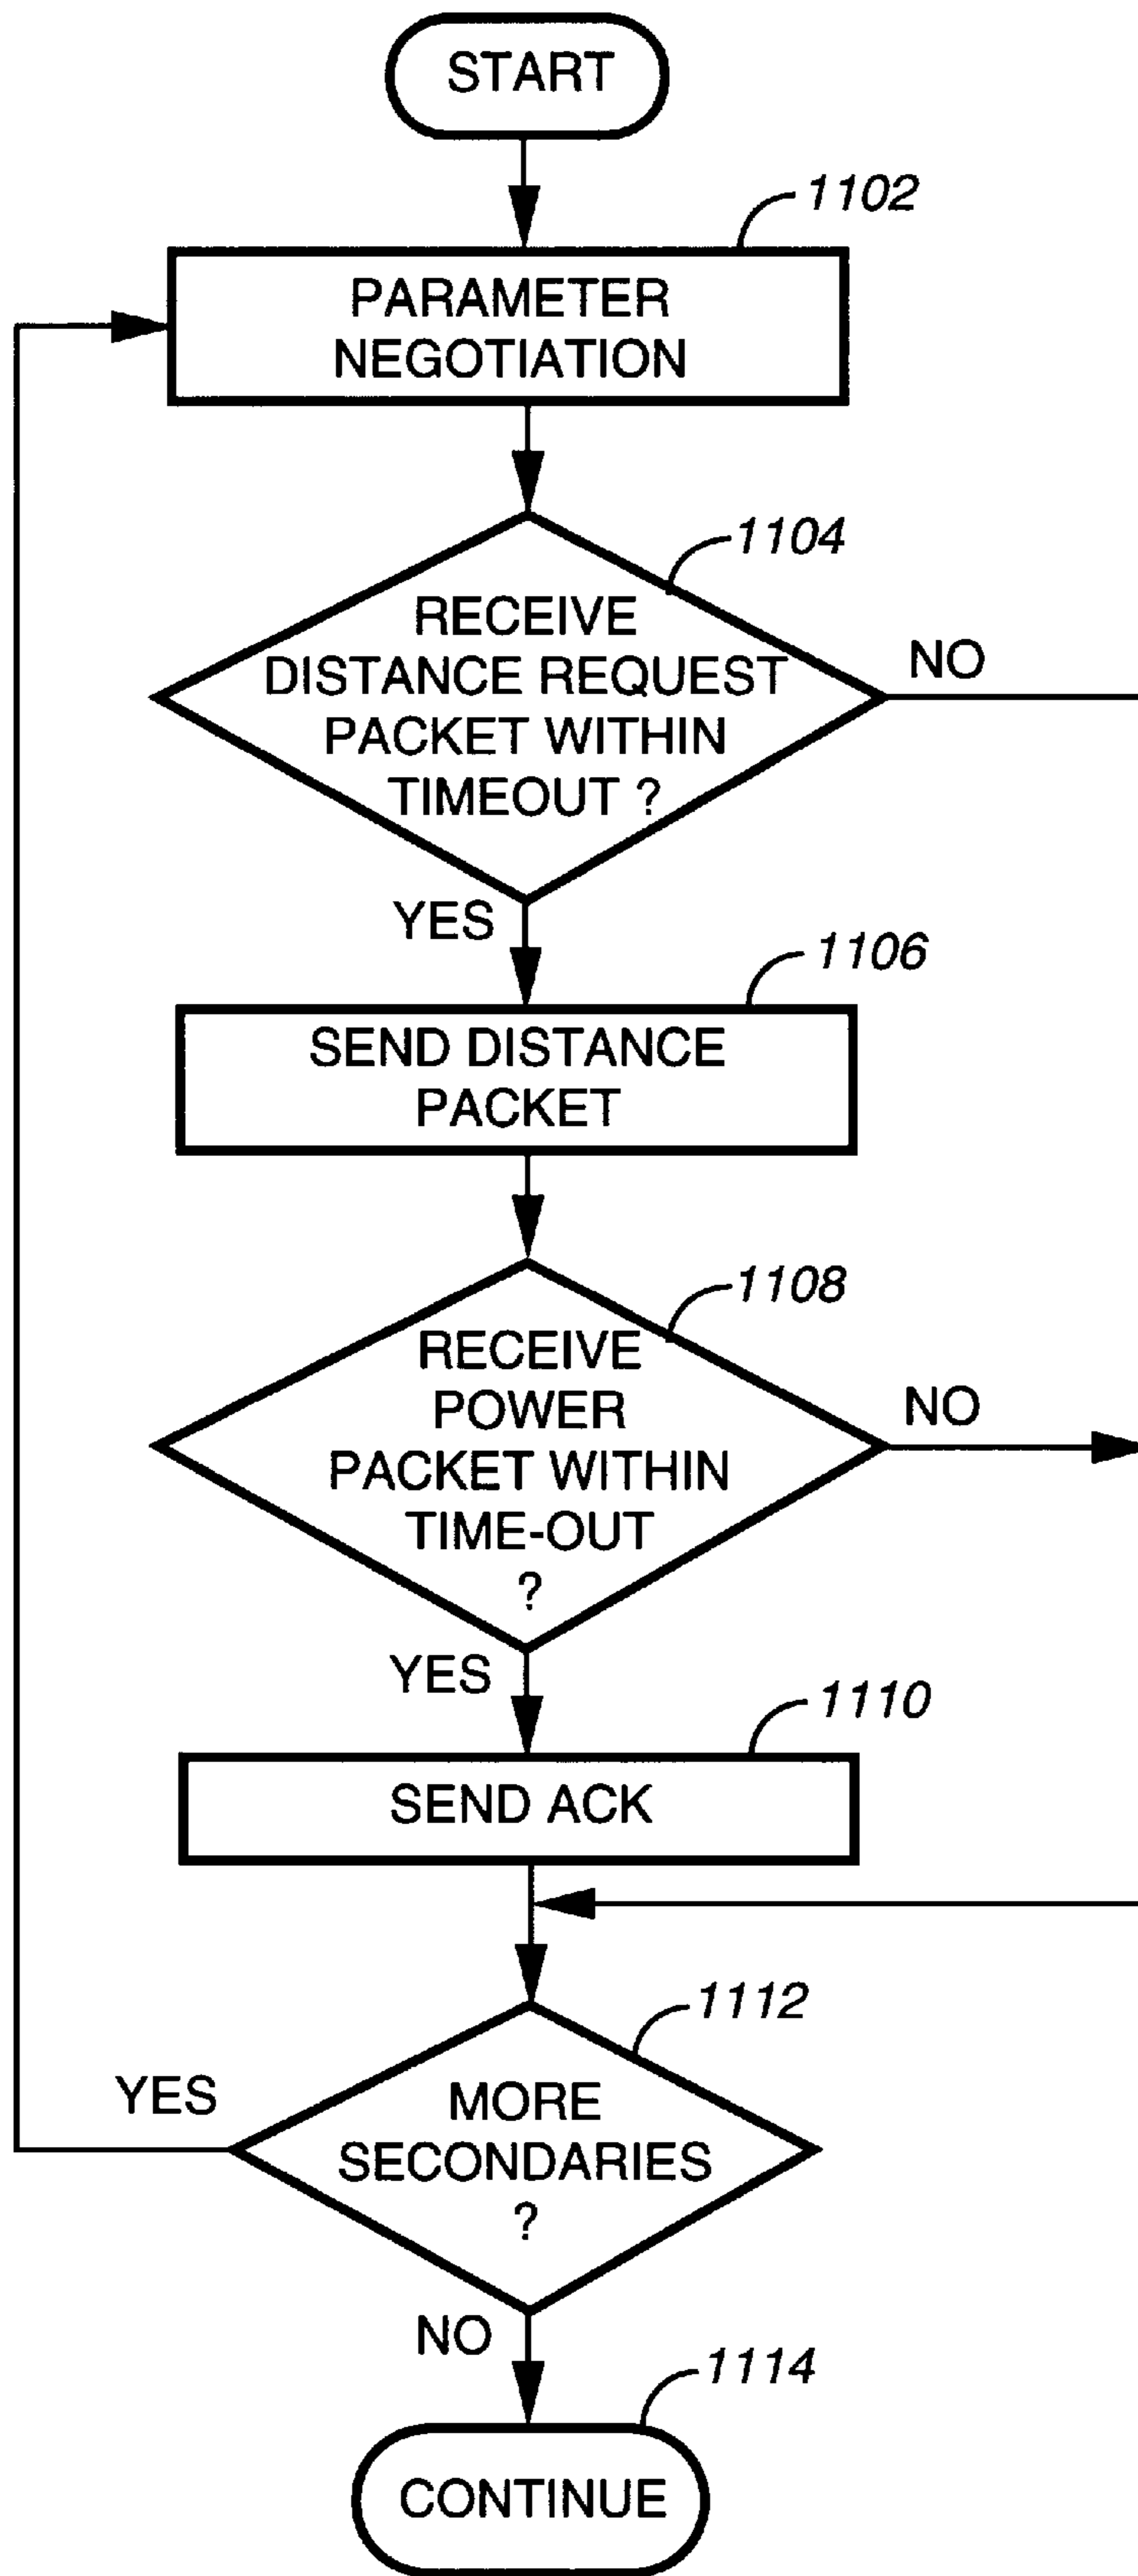 START
1102
PARAMETER
NEGOTIATION
1104
RECEIVE
DISTANCE REQUEST
PACKET WITHIN
TIMEOUT ?
NO
YES
1106
SEND DISTANCE
PACKET
1108
RECEIVE
POWER
PACKET WITHIN
TIME-OUT
?
NO
YES
1110
SEND ACK
1112
YES
MORE
SECONDARIES
?
NO
1114
CONTINUE